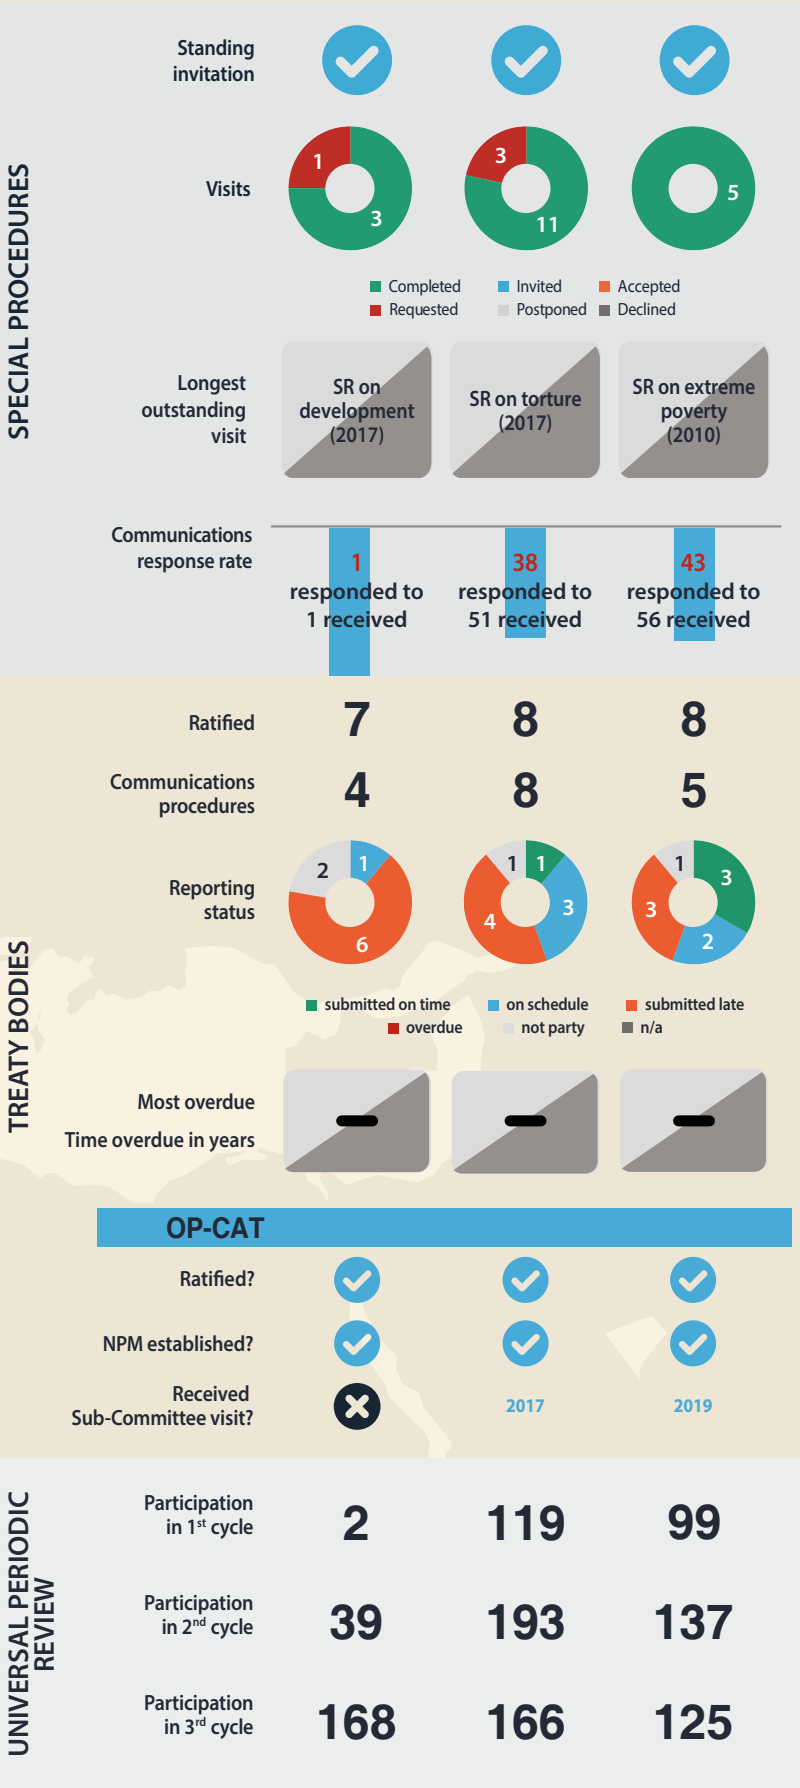 SPECIAL PROCEDURES
Standing
invitation
Visits
1
3
3
11
5
Completed
Invited
Accepted
Requested
Postponed
Declined
Longest
outstanding
visit
SR on
development
(2017)
SR on torture
(2017)
SR on extreme
poverty
(2010)
Communications
response rate
1
responded to
1 received
38
responded to
51 received
43
responded to
56 received
TREATY BODIES
Ratified
7
8
8
Communications
procedures
4
8
5
Reporting
status
2
1
6
1
1
3
4
1
3
2
3
submitted on time
on schedule
submitted late
overdue
not party
n/a
Most overdue
Time overdue in years
OP-CAT
Ratified?
NPM established?
Received
Sub-Committee visit?
2017
2019
UNIVERSAL PERIODIC
REVIEW
Participation
in 1st cycle
2
119
99
Participation
in 2nd cycle
39
193
137
Participation
in 3rd cycle
168
166
125